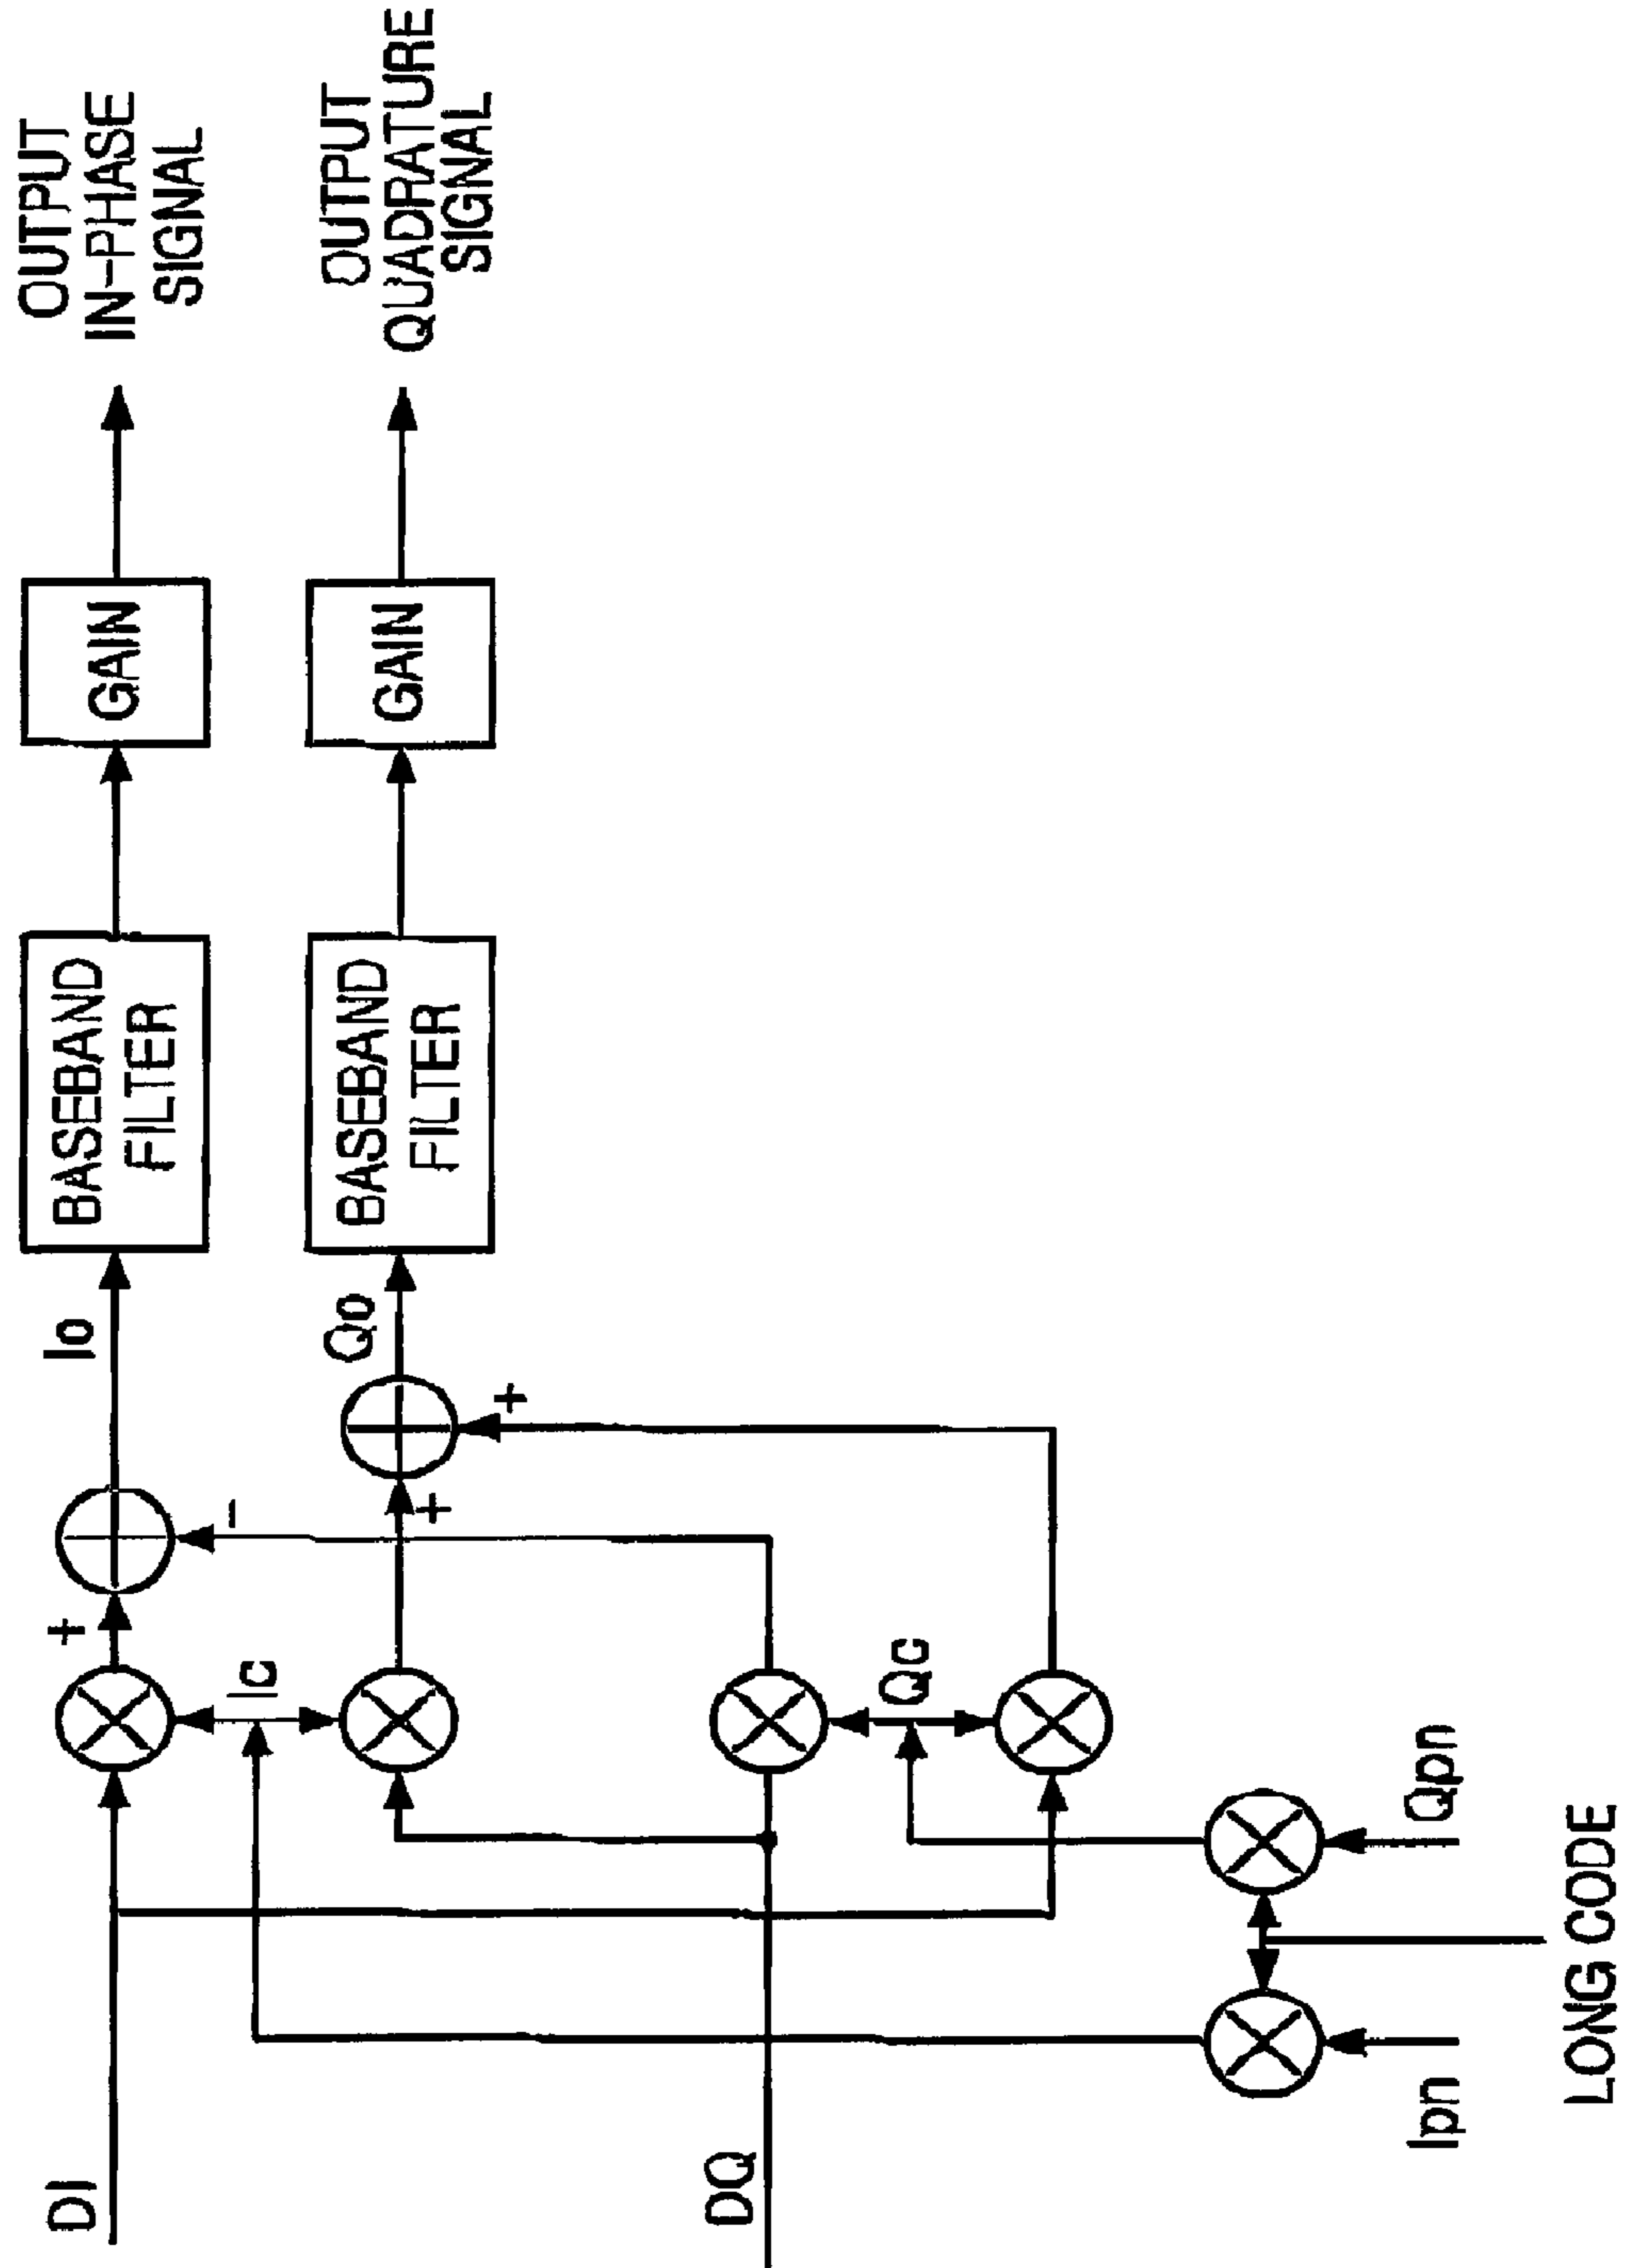 DI
Ic
+
Io
-
BASEBAND
FILTER
GAIN
OUTPUT
IN-PHASE
SIGNAL
+
Qo
+
BASEBAND
FILTER
GAIN
OUTPUT
QUADRATURE
SIGNAL
DQ
Qc
Ipn
Qpn
LONG CODE